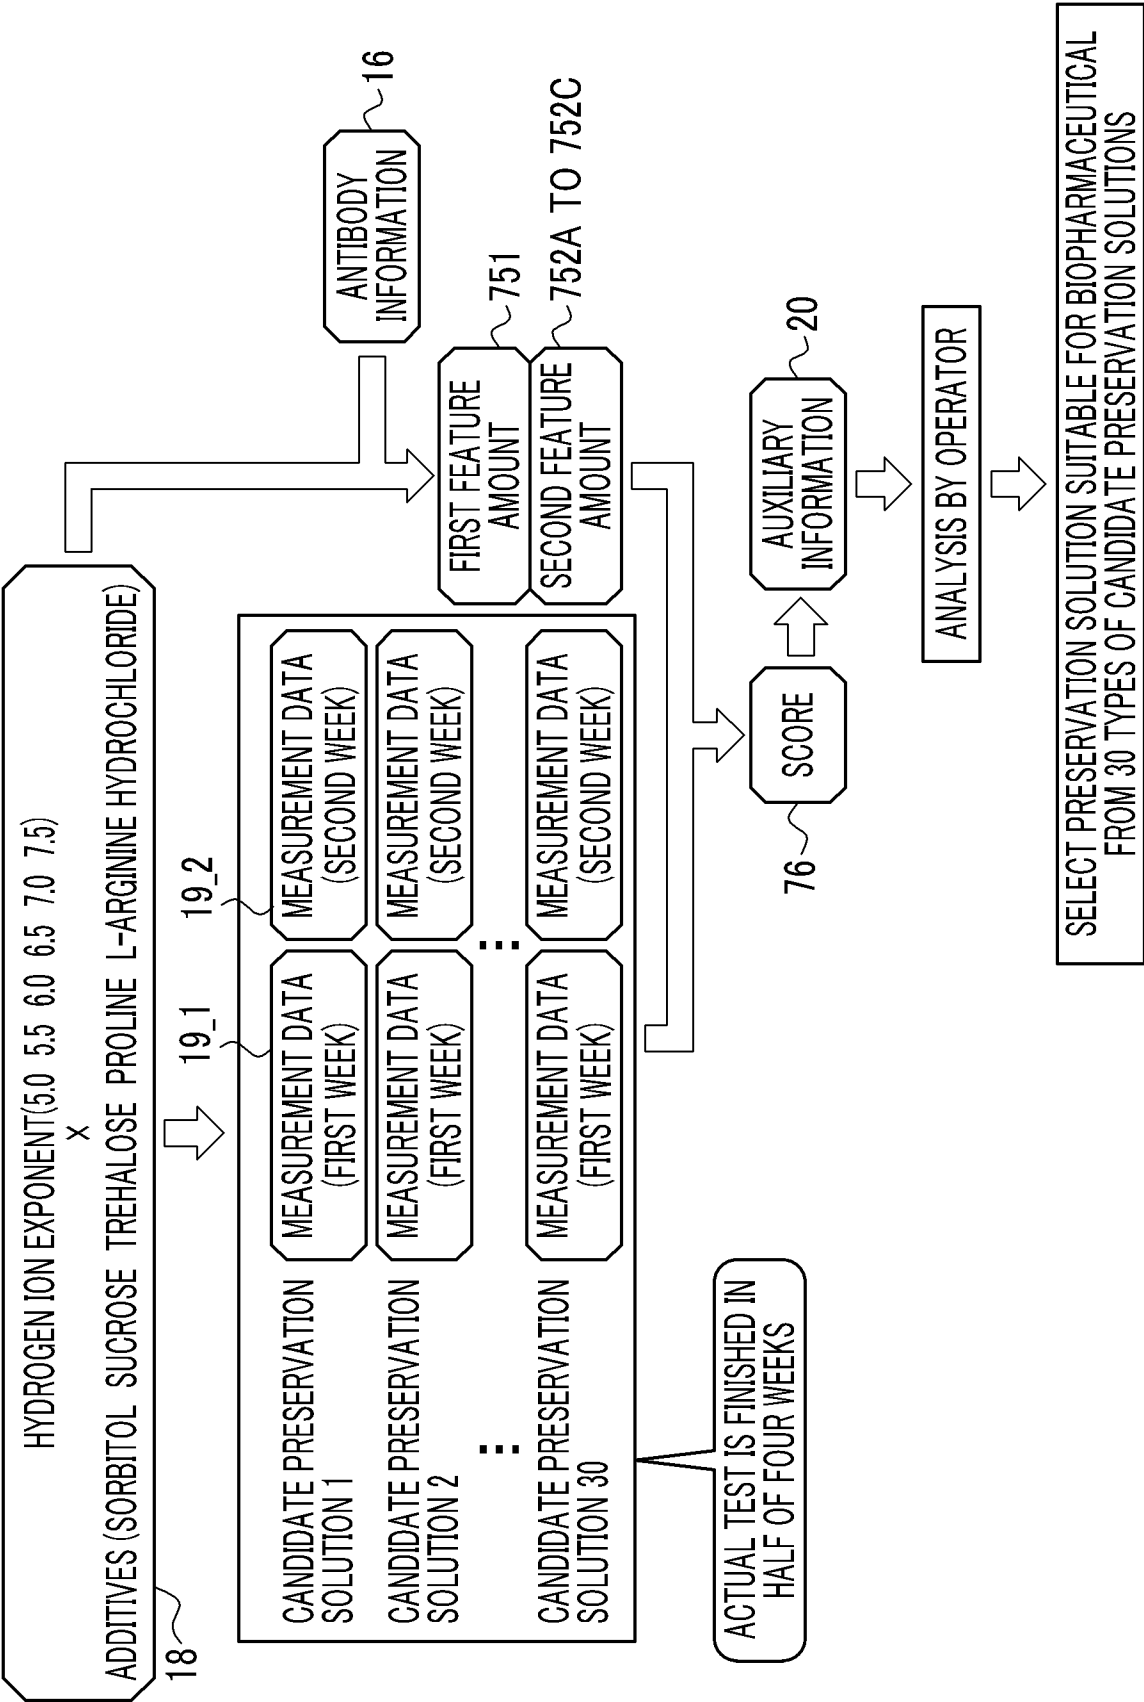 HYDROGEN ION EXPONENT(5.0 5.5 6.0 6.5 7.0 7.5)
X
ADDITIVES(SORBITOL SUCROSE TREHALOSE PROLINE L-ARGININE HYDROCHLORIDE)
18
19_1
19_2
CANDIDATE PRESERVATION
SOLUTION 1
MEASUREMENT DATA
(FIRST WEEK)
MEASUREMENT DATA
(SECOND WEEK)
CANDIDATE PRESERVATION
SOLUTION 2
MEASUREMENT DATA
(FIRST WEEK)
MEASUREMENT DATA
(SECOND WEEK)
...
...
CANDIDATE PRESERVATION
SOLUTION 30
MEASUREMENT DATA
(FIRST WEEK)
MEASUREMENT DATA
(SECOND WEEK)
ANTIBODY
INFORMATION
16
FIRST FEATURE
AMOUNT
751
SECOND FEATURE
AMOUNT
752A TO 752C
ACTUAL TEST IS FINISHED IN
HALF OF FOUR WEEKS
76
SCORE
AUXILIARY
INFORMATION
20
ANALYSIS BY OPERATOR
SELECT PRESERVATION SOLUTION SUITABLE FOR BIOPHARMACEUTICAL
FROM 30 TYPES OF CANDIDATE PRESERVATION SOLUTIONS